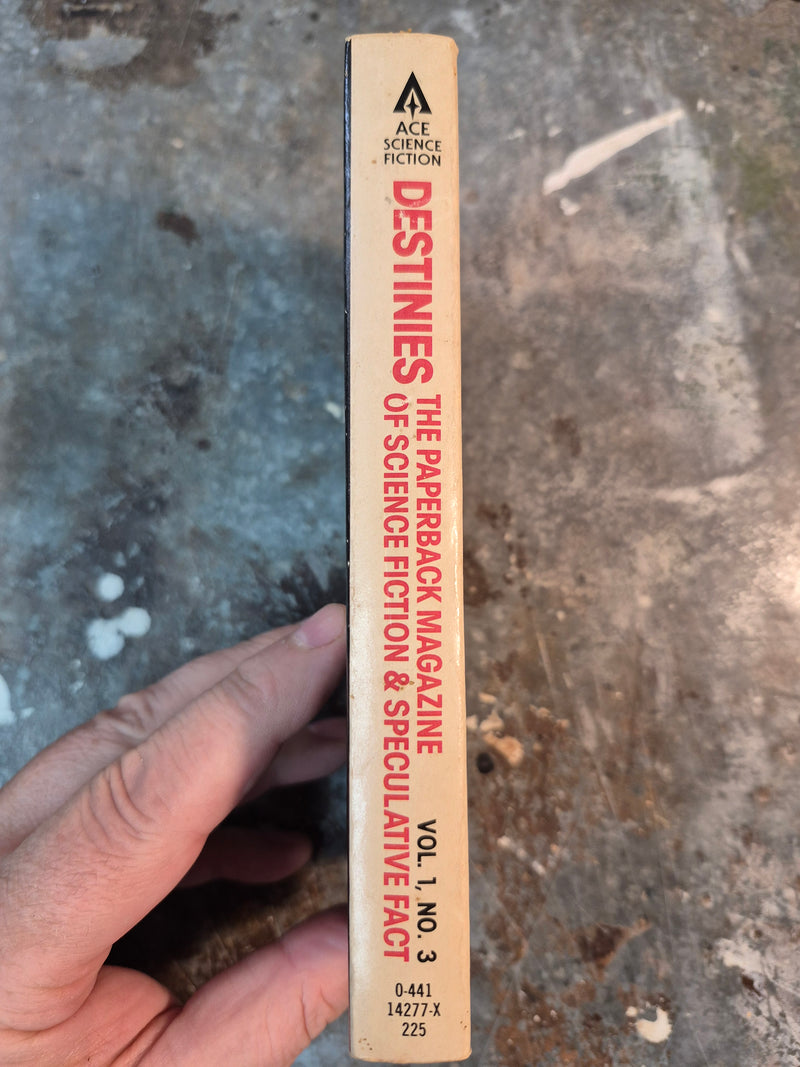 ACE
SCIENCE
FICTION
DESTINIES
THE PAPERBACK MAGAZINE
OF SCIENCE FICTION & SPECULATIVE FACT
VOL. 1, NO. 3
0-441
14277-X
225